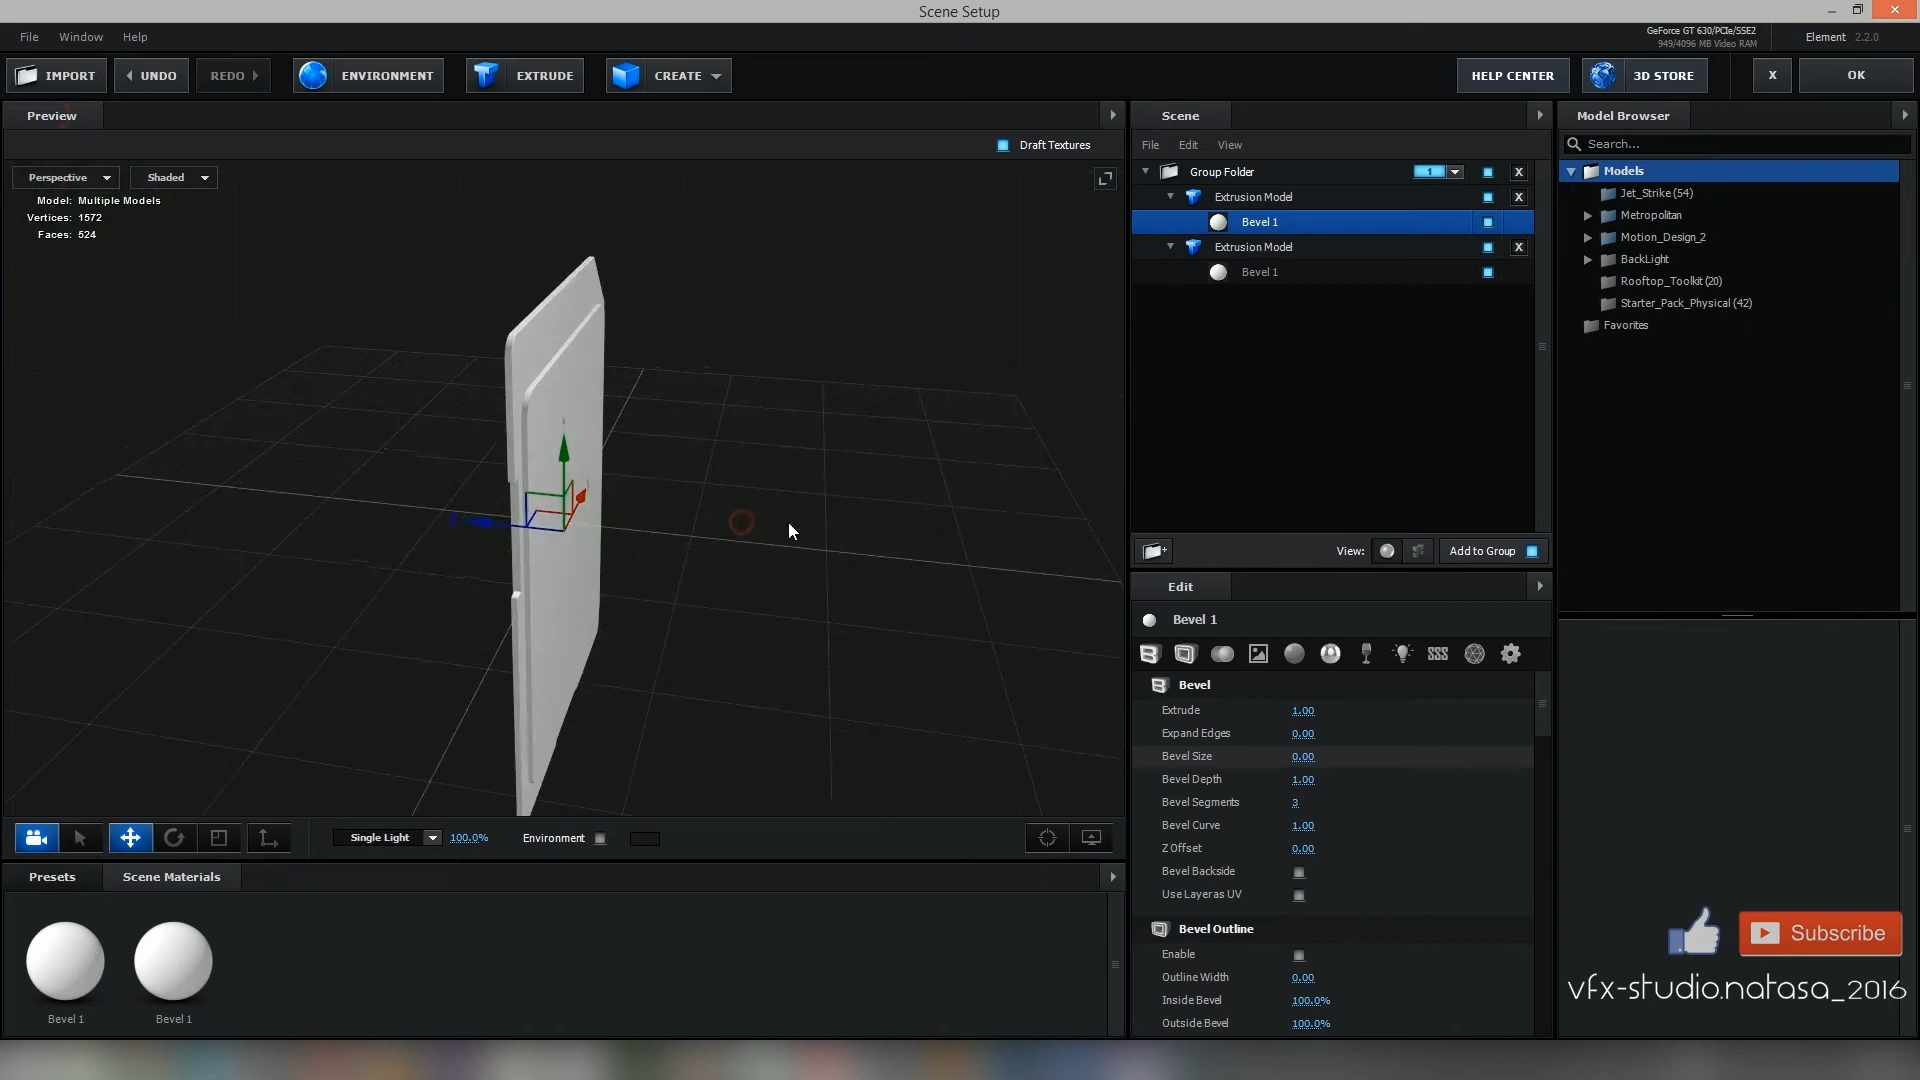 Scene Setup
File Window Help
GeForce GT 630/PCIe/SSE2
949/4096 MB Video RAM
Element 2.2.0
IMPORT UNDO REDO ENVIRONMENT EXTRUDE CREATE HELP CENTER 3D STORE X OK
Preview
Draft Textures
Perspective Shaded
Model: Multiple Models
Vertices: 1572
Faces: 524
Single Light 100.0% Environment
Presets Scene Materials
Bevel 1 Bevel 1
Scene
File Edit View
Group Folder 1 X
Extrusion Model X
Bevel 1
Extrusion Model X
Bevel 1
View: Add to Group
Edit
Bevel 1
Bevel
Extrude 1.00
Expand Edges 0.00
Bevel Size 0.00
Bevel Depth 1.00
Bevel Segments 3
Bevel Curve 1.00
Z Offset 0.00
Bevel Backside
Use Layer as UV
Bevel Outline
Enable
Outline Width 0.00
Inside Bevel 100.0%
Outside Bevel 100.0%
Model Browser
Search...
Models
Jet_Strike (54)
Metropolitan
Motion_Design_2
BackLight
Rooftop_Toolkit (20)
Starter_Pack_Physical (42)
Favorites
Subscribe
vfx-studio.natasa_2016